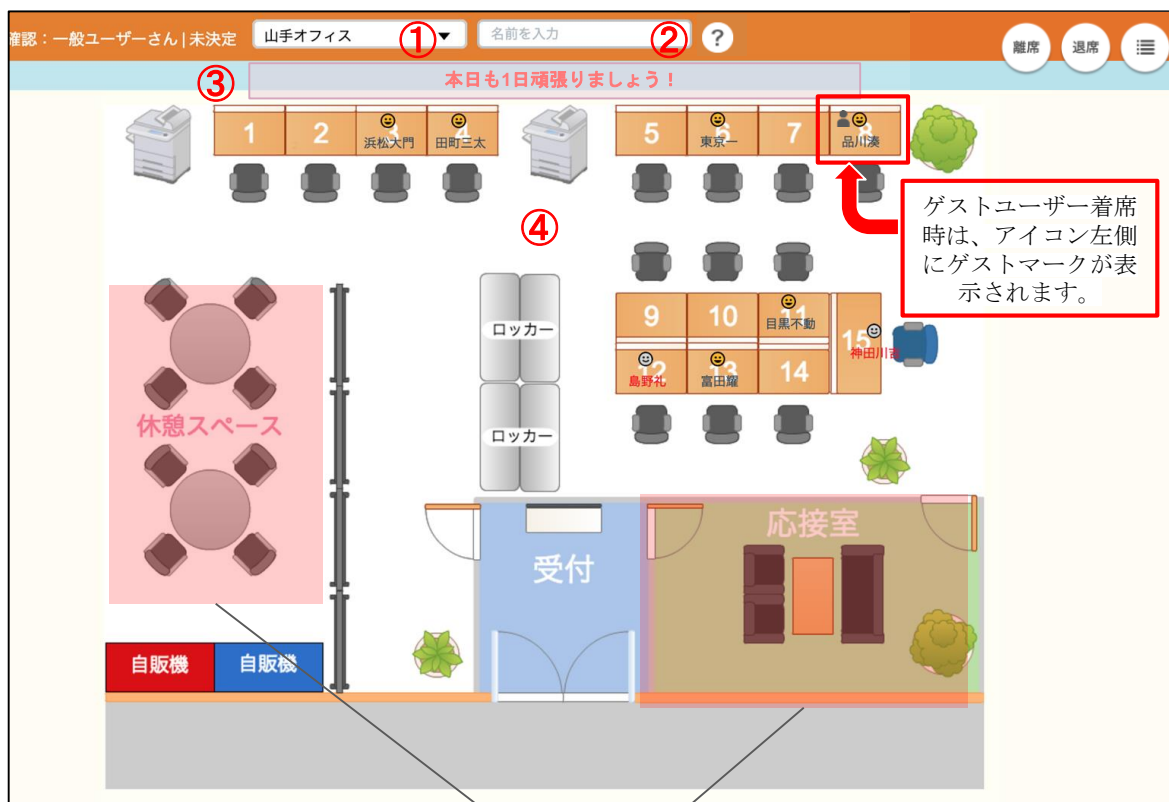 確認：一般ユーザーさん|未決定
山手オフィス
①
▼
名前を入力
②
?
離席
退席
③
本日も1日頑張りましょう！
1
2
3
浜松大門
4
田町三太
5
6
東京一
7
8
品川湊
ゲストユーザー着席
時は、アイコン左側
にゲストマークが表
示されます。
④
ロッカー
ロッカー
9
10
11
目黒不動
12
島野礼
13
富田耀
14
15
休憩スペース
応接室
受付
自販機
自販機